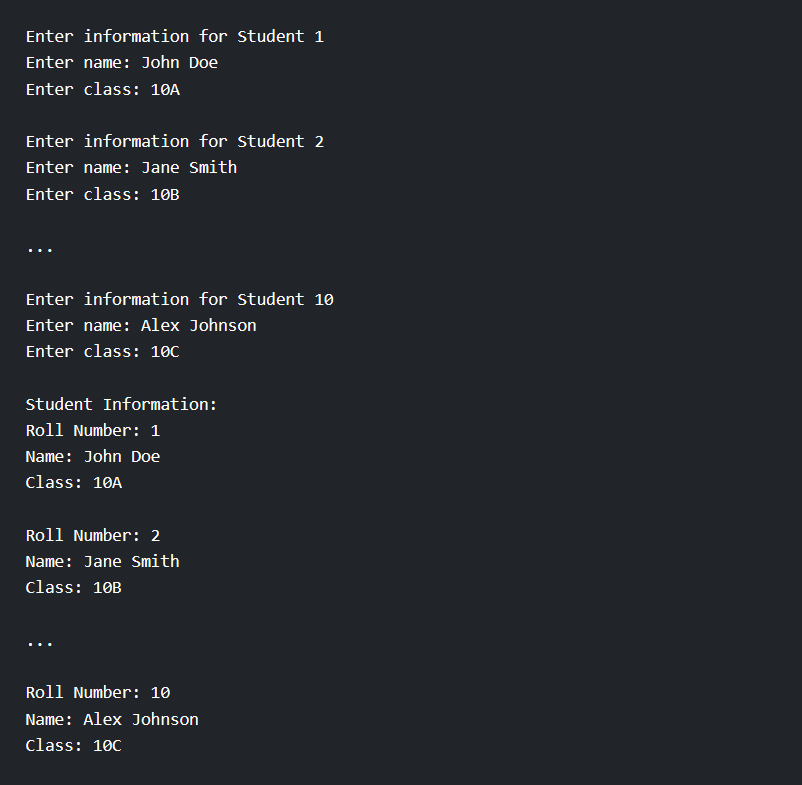 Enter information for Student 1
Enter name: John Doe
Enter class: 10A
Enter information for Student 2
Enter name: Jane Smith
Enter class: 10B
...
Enter information for Student 10
Enter name: Alex Johnson
Enter class: 10C
Student Information:
Roll Number: 1
Name: John Doe
Class: 10A
Roll Number: 2
Name: Jane Smith
Class: 10B
...
Roll Number: 10
Name: Alex Johnson
Class: 10C